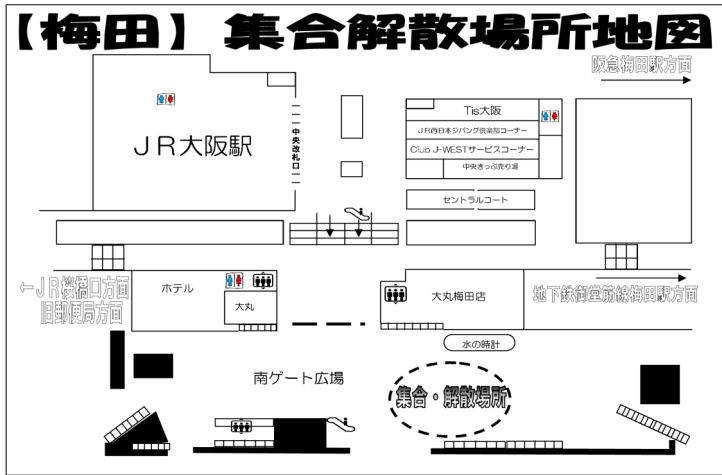 【梅田】集合解散場所地図
阪急梅田駅方面
JR大阪駅
中央改札口
Tis大阪
JR西日本ジパング倶楽部コーナー
Club J-WESTサービスコーナー
中央きっぷ売り場
セントラルコート
←JR桜橋口方面
旧郵便局方面
ホテル
大丸
大丸梅田店
地下鉄御堂筋線梅田駅方面
水の時計
南ゲート広場
集合・解散場所